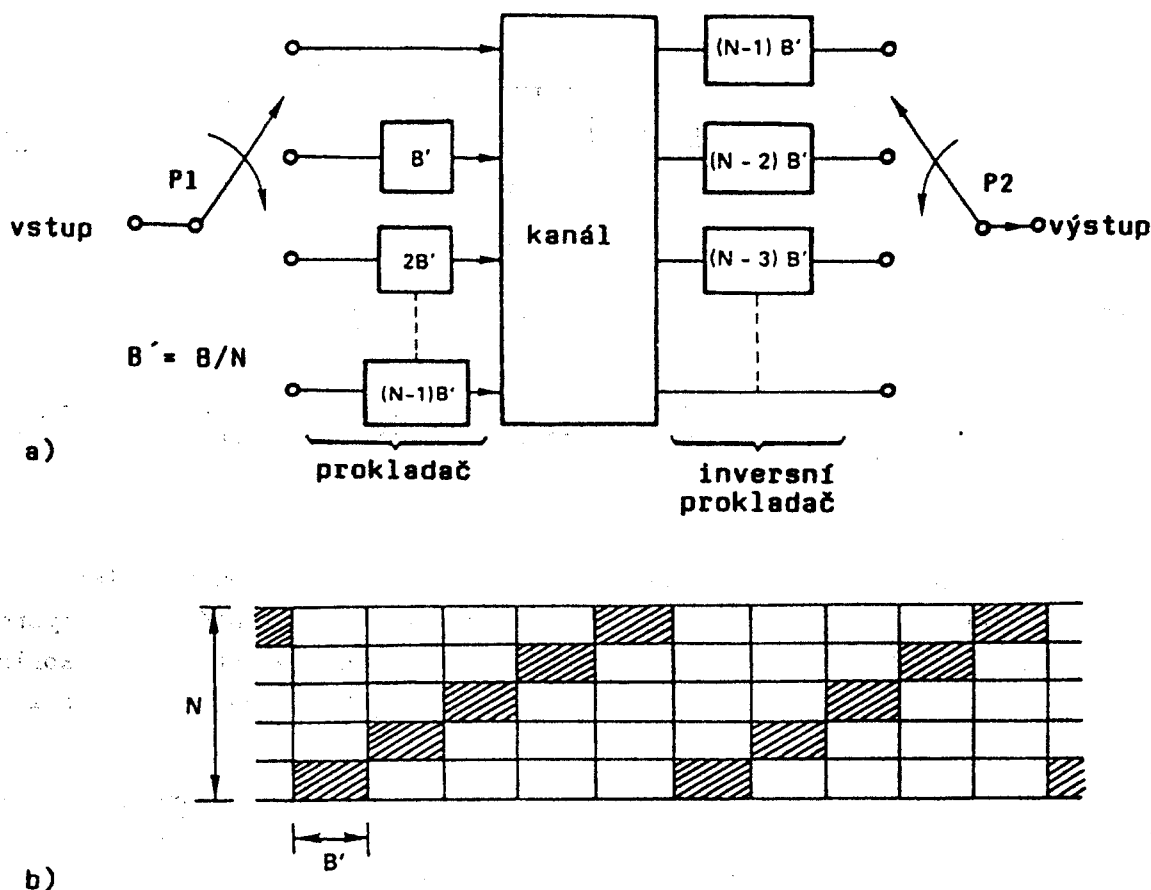 (N-1) B'
B'
(N - 2) B'
P1
P2
vstup
kanál
výstup
2B'
(N - 3) B'
B´= B/N
(N-1)B'
a)
prokladač
inversní
prokladač
N
B'
b)